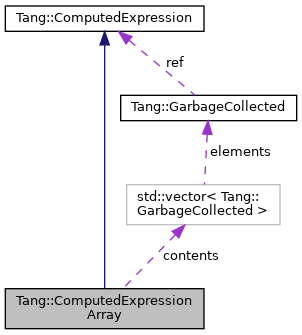 Tang::ComputedExpression
ref
Tang::GarbageCollected
elements
std::vector< Tang::
GarbageCollected >
contents
Tang::ComputedExpression
Array